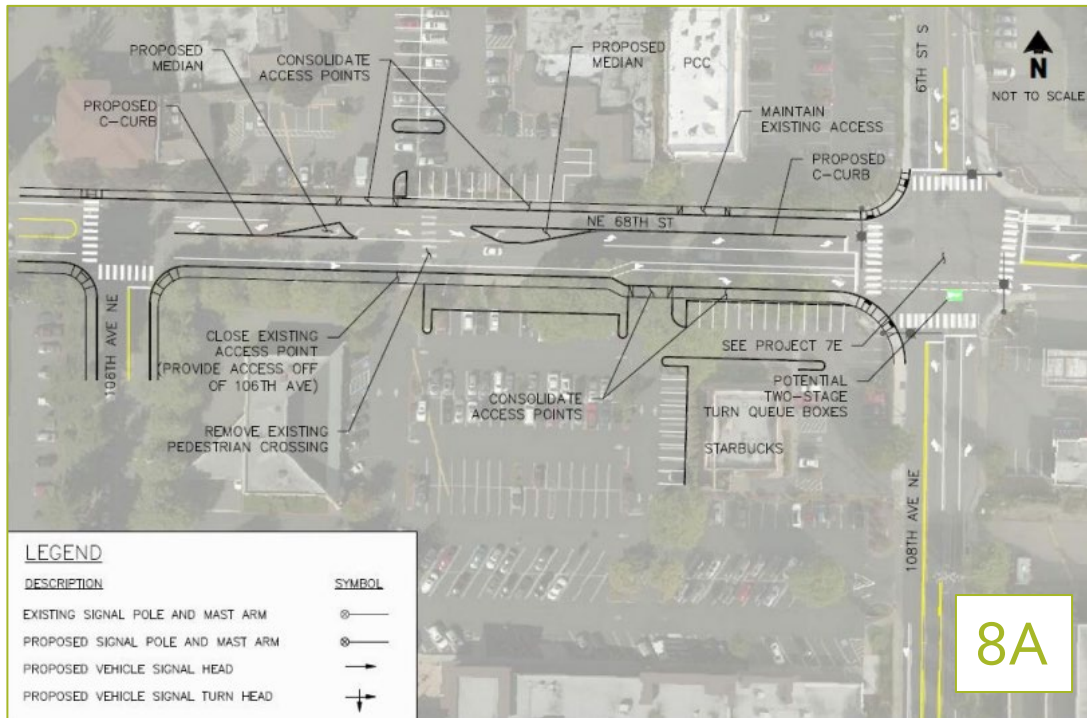 PROPOSED
MEDIAN
CONSOLIDATE
ACCESS POINTS
PROPOSED
MEDIAN
PCC
6TH ST S
N
NOT TO SCALE
PROPOSED
C-CURB
MAINTAIN
EXISTING ACCESS
PROPOSED
C-CURB
NE 68TH ST
106TH AVE NE
CLOSE EXISTING
ACCESS POINT
(PROVIDE ACCESS OFF
OF 106TH AVE)
REMOVE EXISTING
PEDESTRIAN CROSSING
CONSOLIDATE
ACCESS POINTS
SEE PROJECT 7E
POTENTIAL
TWO-STAGE
TURN QUEUE BOXES
STARBUCKS
108TH AVE NE
LEGEND
DESCRIPTION SYMBOL
EXISTING SIGNAL POLE AND MAST ARM
PROPOSED SIGNAL POLE AND MAST ARM
PROPOSED VEHICLE SIGNAL HEAD
PROPOSED VEHICLE SIGNAL TURN HEAD
8A